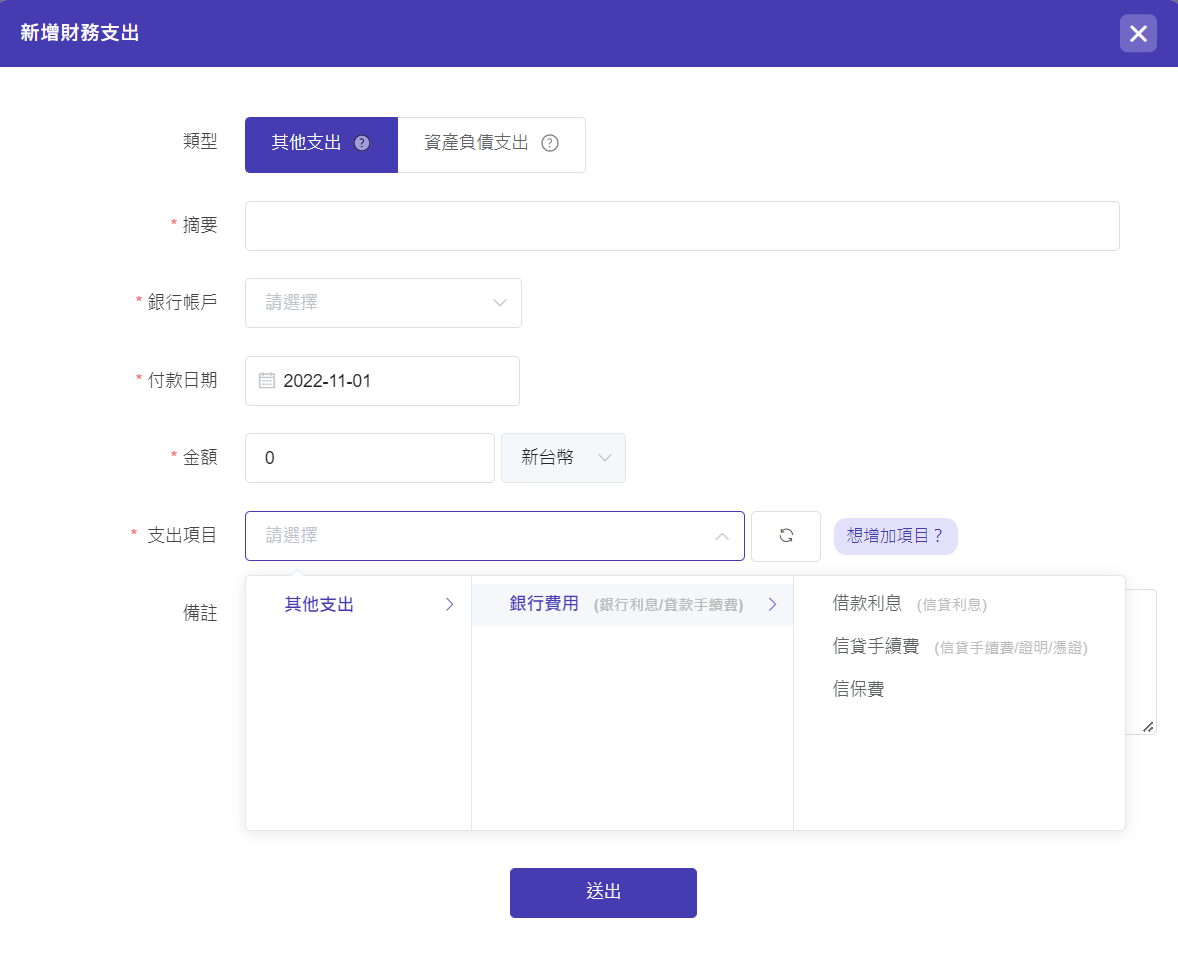 新增財務支出
類型
其他支出 ?
資產負債支出 ?
* 摘要
* 銀行帳戶
請選擇
* 付款日期
2022-11-01
* 金額
0
新台幣
* 支出項目
請選擇
想增加項目？
備註
其他支出
銀行費用 (銀行利息/貸款手續費)
借款利息 (信貸利息)
信貸手續費 (信貸手續費/證明/憑證)
信保費
送出